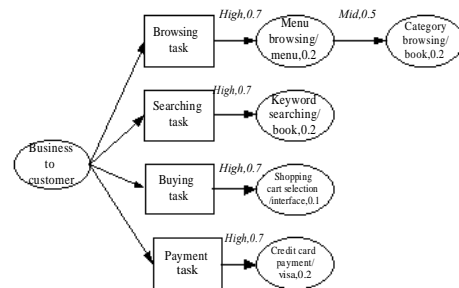 High,0.7
Mid,0.5
Browsing
task
Menu
browsing/
menu,0.2
Category
browsing/
book,0.2
High,0.7
Searching
task
Keyword
searching/
book,0.2
Business
to
customer
High,0.7
Buying
task
Shopping
cart selection
/interface,0.1
High,0.7
Payment
task
Credit card
payment/
visa,0.2